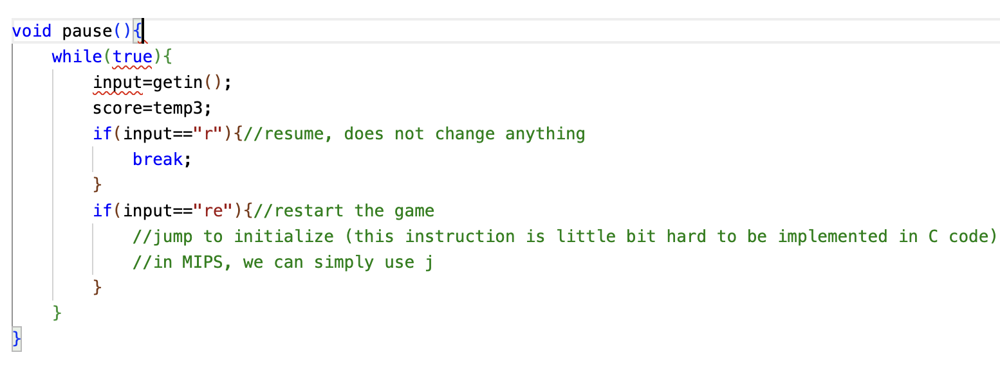 void pause(){
while(true){
input=getin();
score=temp3;
if(input=="r"){//resume, does not change anything
break;
}
if(input=="re"){//restart the game
//jump to initialize (this instruction is little bit hard to be implemented in C code)
//in MIPS, we can simply use j
}
}
}